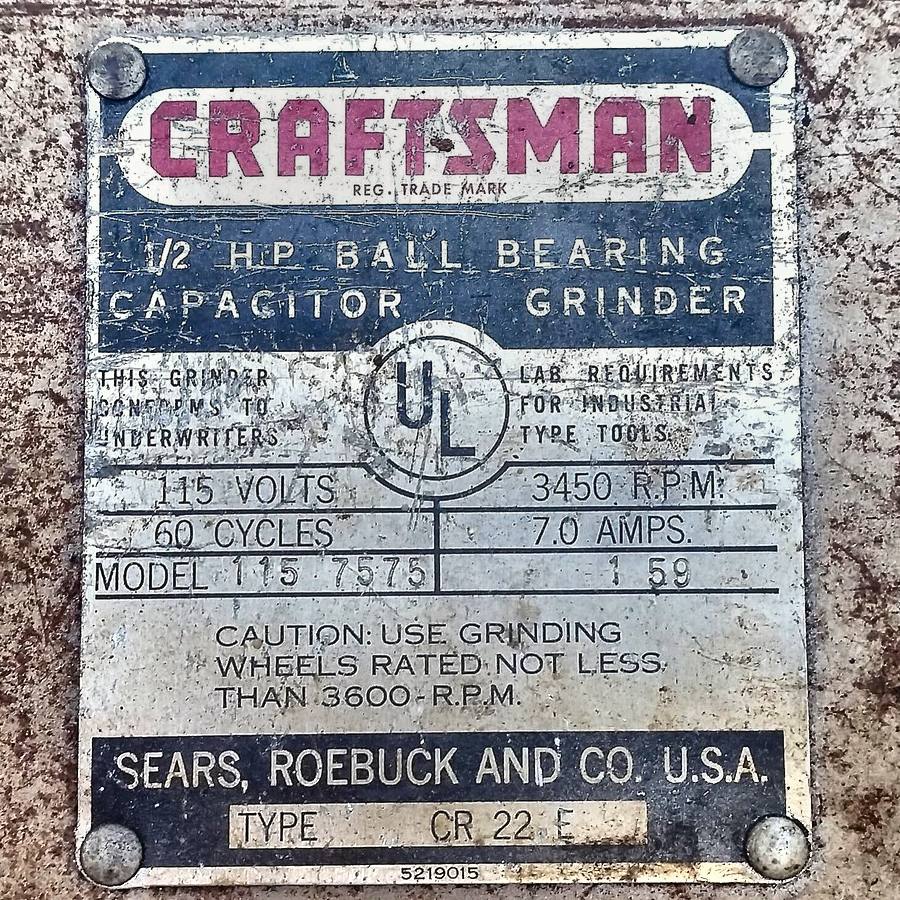 CRAFTSMAN
REG. TRADE MARK
1/2 H.P BALL BEARING
CAPACITOR GRINDER
THIS GRINDER
CONFORMS TO
UNDERWRITERS
UL
LAB. REQUIREMENTS
FOR INDUSTRIAL
TYPE TOOLS.
115 VOLTS 3450 R.P.M.
60 CYCLES 7.0 AMPS.
MODEL 115 7575 1 59
CAUTION: USE GRINDING
WHEELS RATED NOT LESS
THAN 3600-R.P.M.
SEARS, ROEBUCK AND CO. U.S.A.
TYPE CR 22 E
5219015